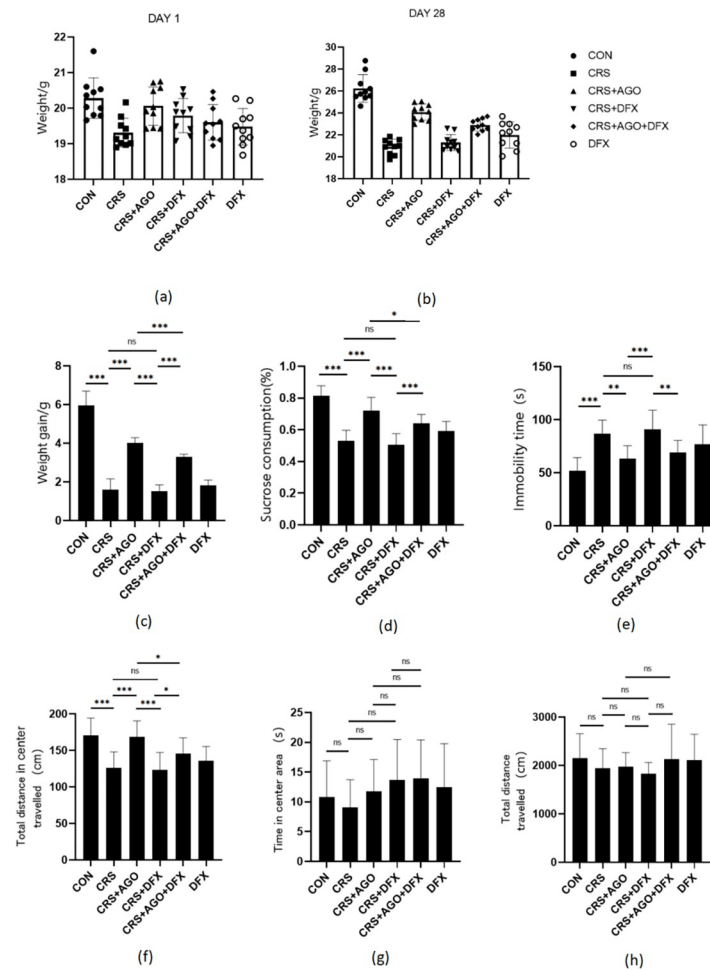 DAY 1
Weight/g
22
21
20
19
18
CON
CRS
CRS+AGO
CRS+DFX
CRS+AGO+DFX
DFX
(a)
DAY 28
Weight/g
30
28
26
24
22
20
18
CON
CRS
CRS+AGO
CRS+DFX
CRS+AGO+DFX
DFX
(b)
CON
CRS
CRS+AGO
CRS+DFX
CRS+AGO+DFX
DFX
Weight gain/g
8
6
4
2
0
***
ns
***
***
***
***
CON
CRS
CRS+AGO
CRS+DFX
CRS+AGO+DFX
DFX
(c)
Sucrose consumption(%)
1.0
0.8
0.6
0.4
0.2
0.0
*
ns
***
***
***
***
CON
CRS
CRS+AGO
CRS+DFX
CRS+AGO+DFX
DFX
(d)
Immobility time (s)
150
100
50
0
***
ns
***
**
**
CON
CRS
CRS+AGO
CRS+DFX
CRS+AGO+DFX
DFX
(e)
Total distance in center
travelled (cm)
200
150
100
50
0
*
ns
***
***
***
*
CON
CRS
CRS+AGO
CRS+DFX
CRS+AGO+DFX
DFX
(f)
Time in center area
(s)
25
20
15
10
5
0
ns
ns
ns
ns
ns
ns
CON
CRS
CRS+AGO
CRS+DFX
CRS+AGO+DFX
DFX
(g)
Total distance
travelled (cm)
3000
2000
1000
0
ns
ns
ns
ns
ns
ns
CON
CRS
CRS+AGO
CRS+DFX
CRS+AGO+DFX
DFX
(h)